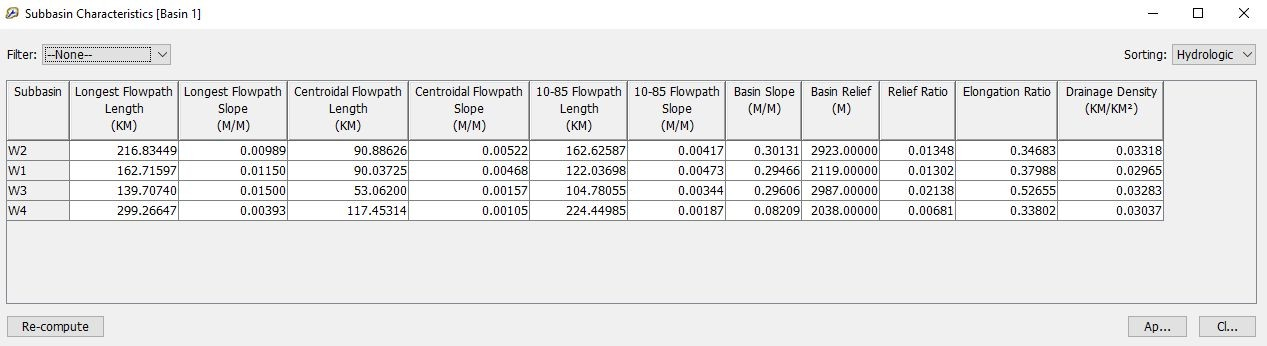 Subbasin Characteristics [Basin 1]
Filter: --None-- Sorting: Hydrologic
Subbasin Longest Flowpath Longest Flowpath Centroidal Flowpath Centroidal Flowpath 10-85 Flowpath 10-85 Flowpath Basin Slope Basin Relief Relief Ratio Elongation Ratio Drainage Density
Length Slope Length Slope Length Slope (M/M) (M) (KM/KM²)
(KM) (M/M) (KM) (M/M) (KM) (M/M)
W2 216.83449 0.00989 90.88626 0.00522 162.62587 0.00417 0.30131 2923.00000 0.01348 0.34683 0.03318
W1 162.71597 0.01150 90.03725 0.00468 122.03698 0.00473 0.29466 2119.00000 0.01302 0.37988 0.02965
W3 139.70740 0.01500 53.06200 0.00157 104.78055 0.00344 0.29606 2987.00000 0.02138 0.52655 0.03283
W4 299.26647 0.00393 117.45314 0.00105 224.44985 0.00187 0.08209 2038.00000 0.00681 0.33802 0.03037
Re-compute Ap... Cl...